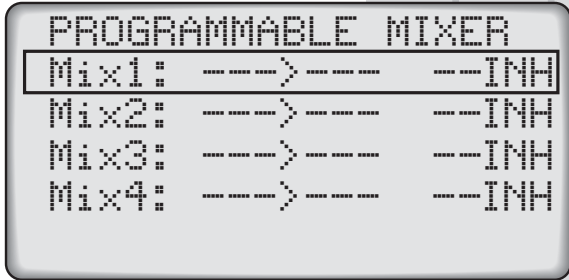 PROGRAMMABLE MIXER
Mix1: --->--- --INH
Mix2: --->--- --INH
Mix3: --->--- --INH
Mix4: --->--- --INH